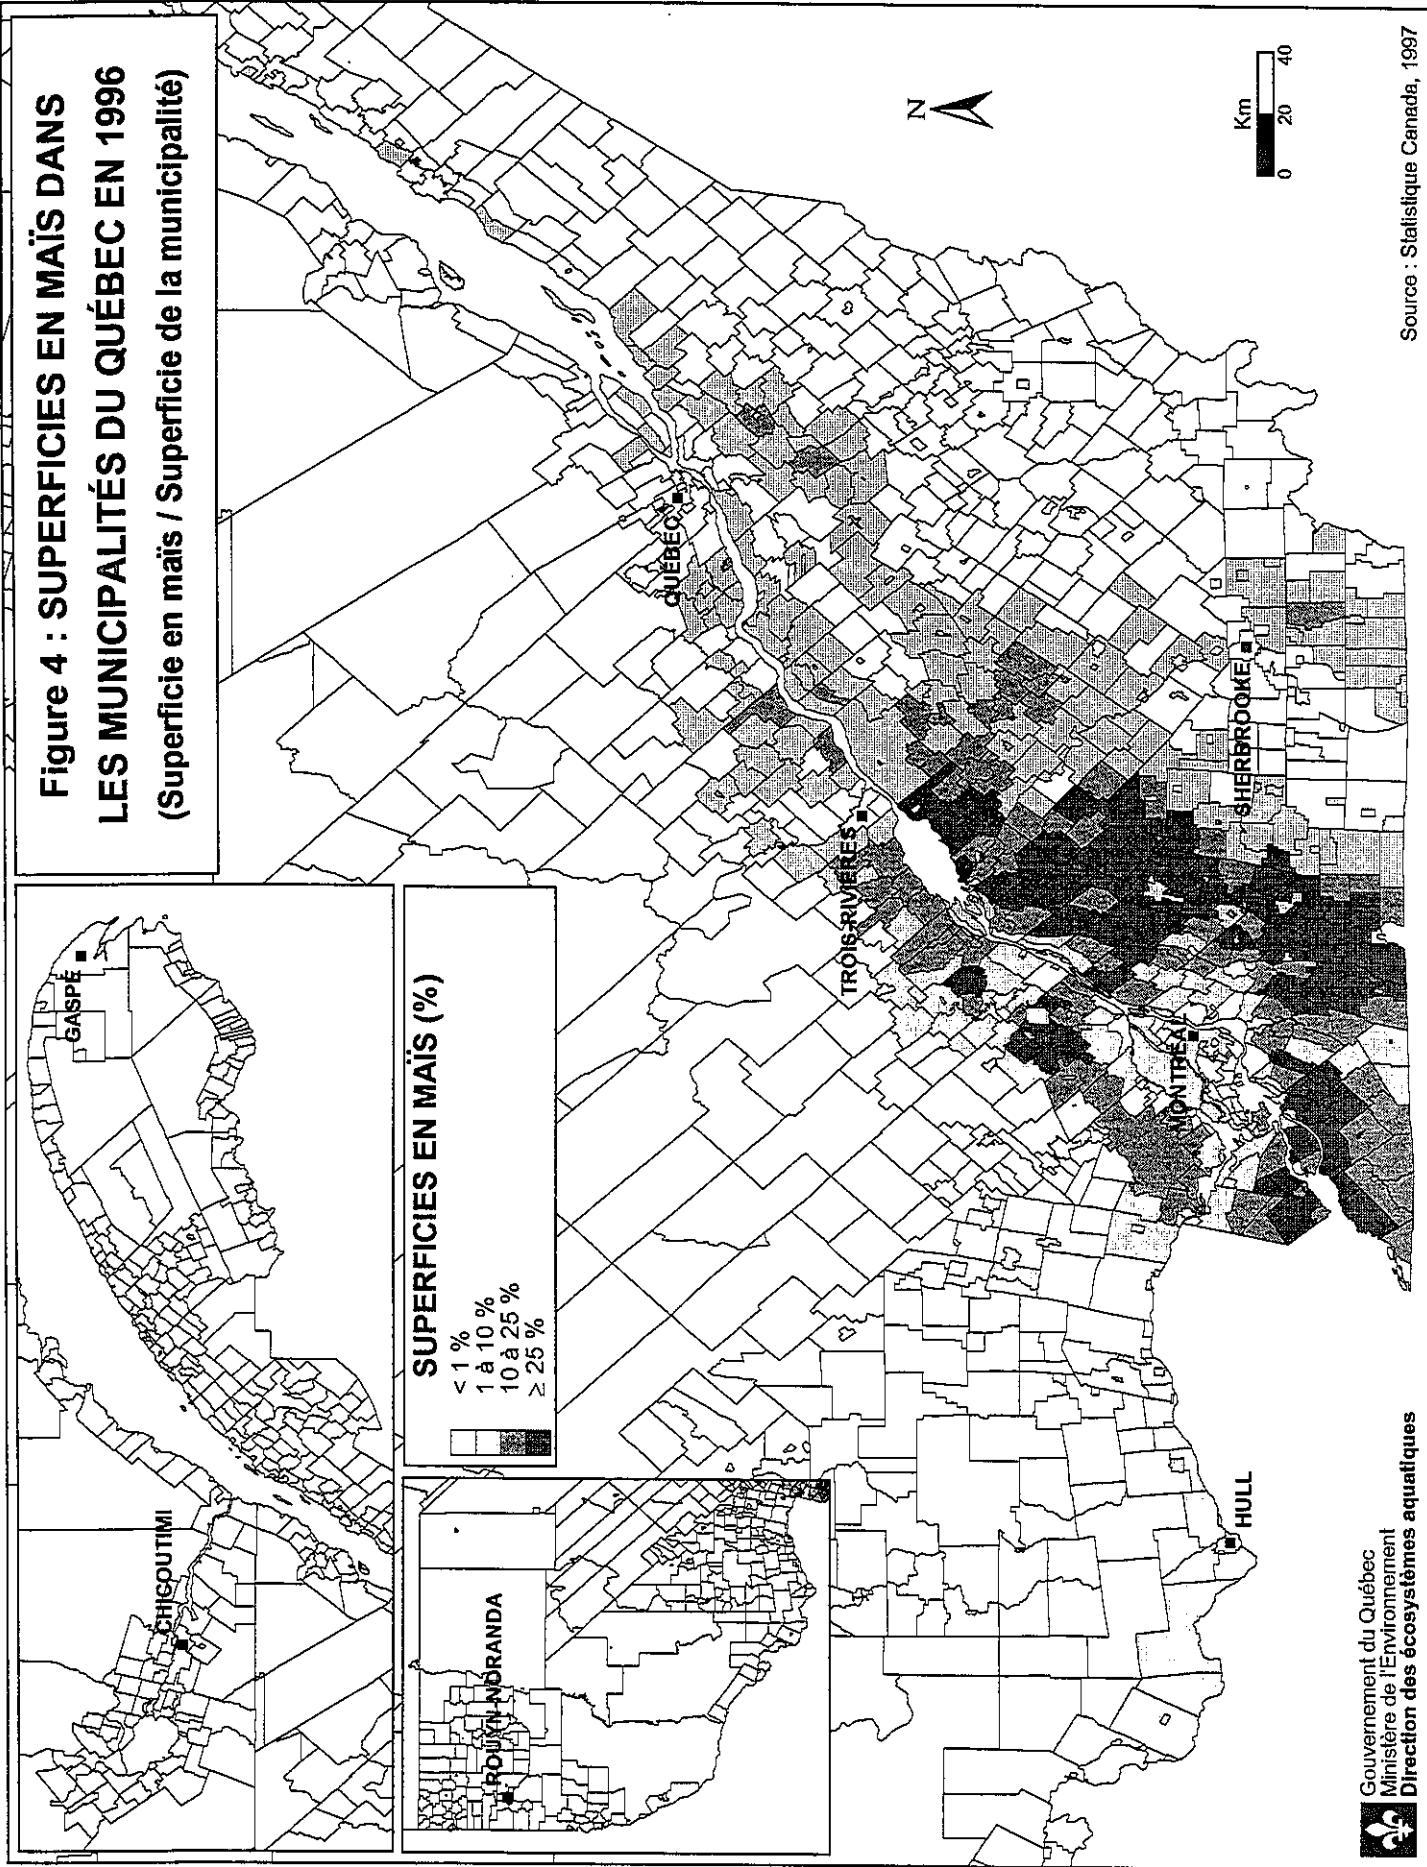 Figure 4 : SUPERFICIES EN MAÏS DANS
LES MUNICIPALITÉS DU QUÉBEC EN 1996
(Superficie en maïs / Superficie de la municipalité)
CHICOUTIMI
GASPÉ
SUPERFICIES EN MAÏS (%)
< 1 %
1 à 10 %
10 à 25 %
≥ 25 %
ROUYN-NORANDA
QUÉBEC
TROIS-RIVIÈRES
MONTRÉAL
SHERBROOKE
HULL
N
Km
0 20 40
Gouvernement du Québec
Ministère de l'Environnement
Direction des écosystèmes aquatiques
Source : Statistique Canada, 1997